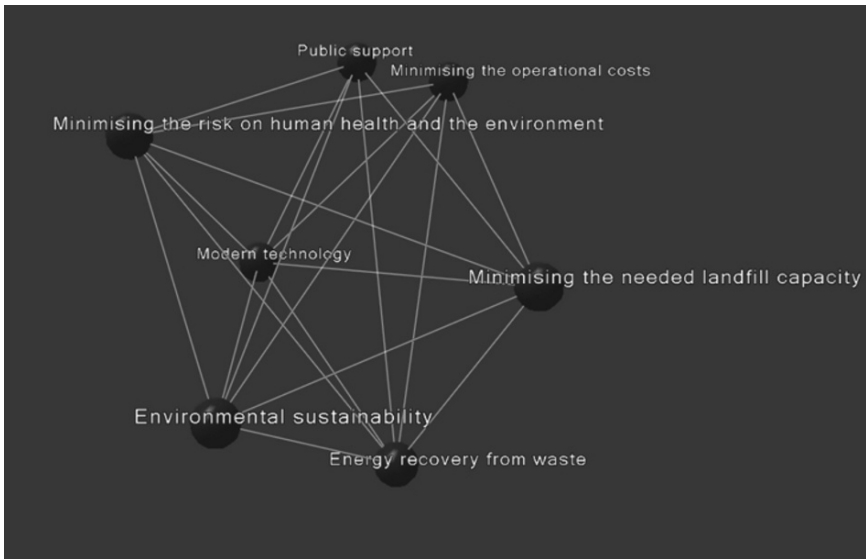 Public support
Minimising the operational costs
Minimising the risk on human health and the environment
Modern technology
Minimising the needed landfill capacity
Environmental sustainability
Energy recovery from waste